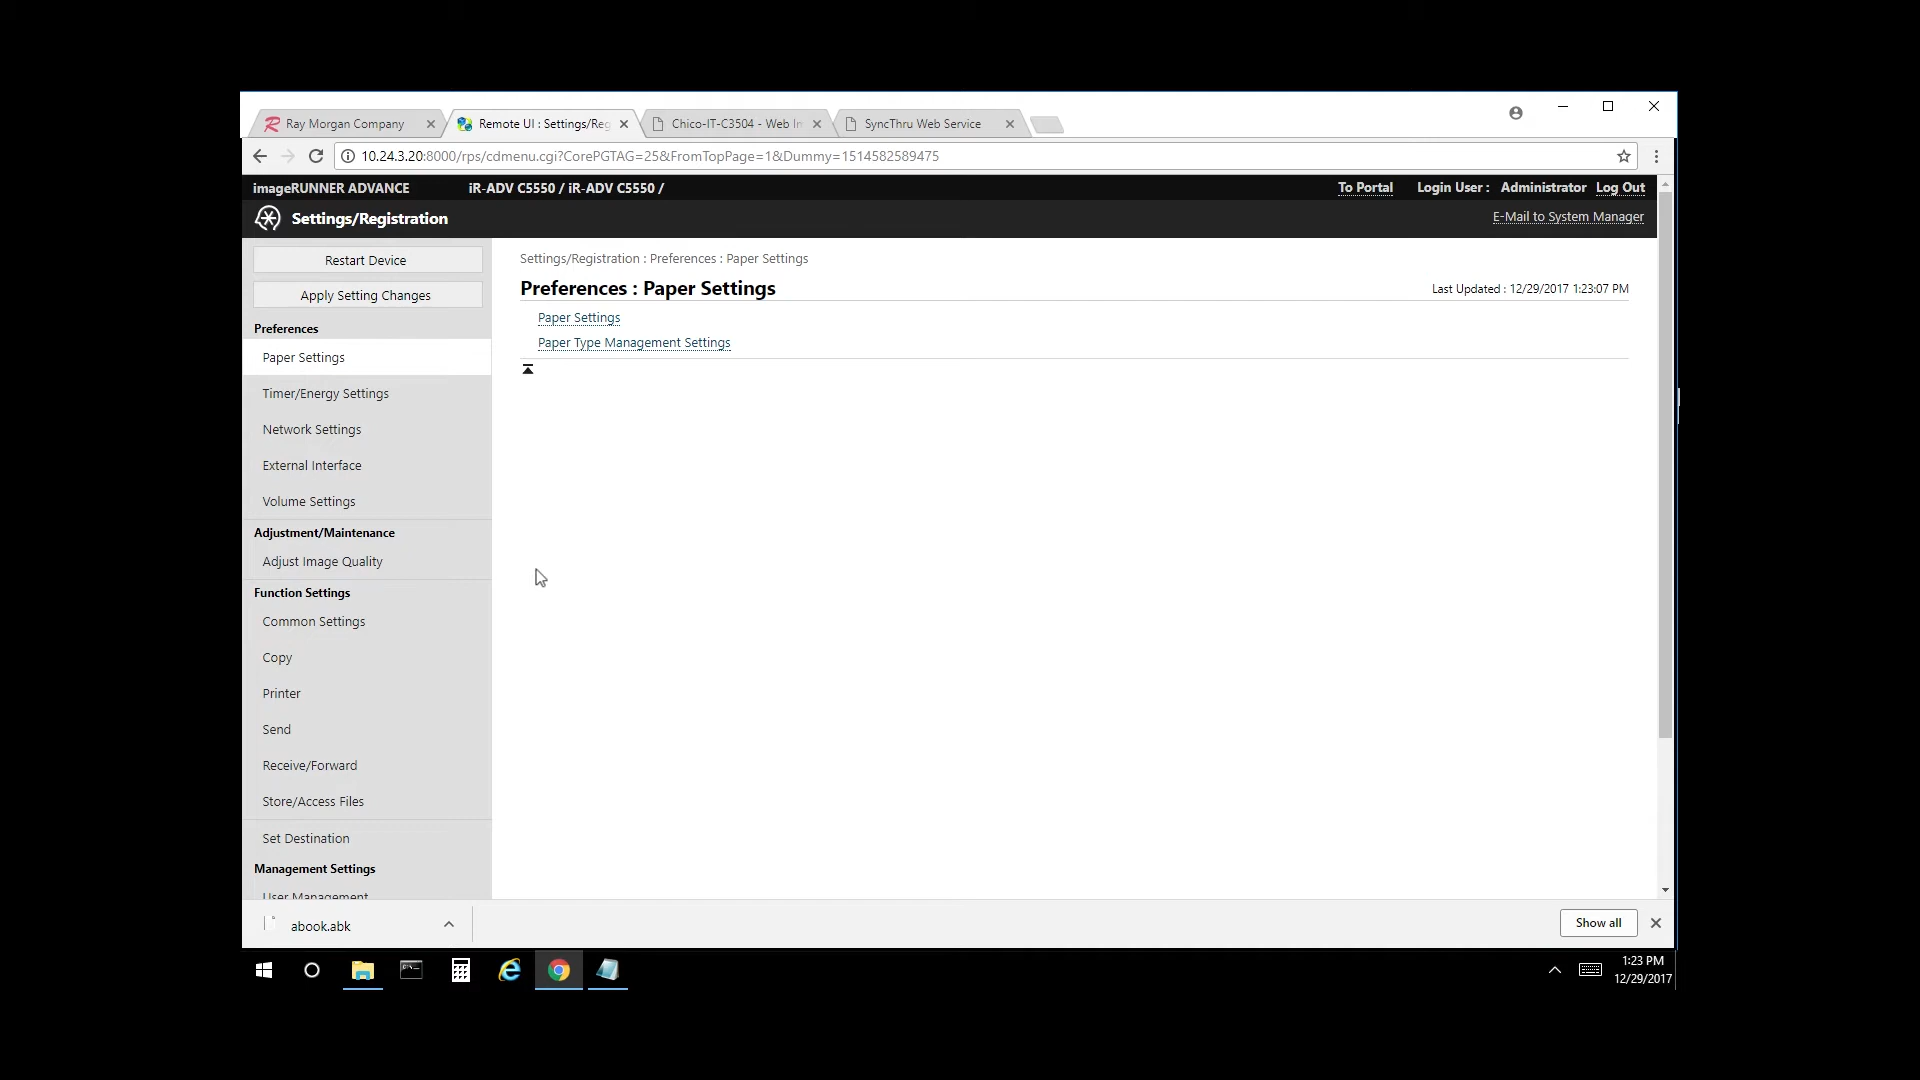 Ray Morgan Company
Remote UI : Settings/Reg
Chico-IT-C3504 - Web In
SyncThru Web Service
10.24.3.20:8000/rps/cdmenu.cgi?CorePGTAG=25&FromTopPage=1&Dummy=1514582589475
imageRUNNER ADVANCE iR-ADV C5550 / iR-ADV C5550 / To Portal Login User : Administrator Log Out
Settings/Registration E-Mail to System Manager
Restart Device
Apply Setting Changes
Preferences
Paper Settings
Timer/Energy Settings
Network Settings
External Interface
Volume Settings
Adjustment/Maintenance
Adjust Image Quality
Function Settings
Common Settings
Copy
Printer
Send
Receive/Forward
Store/Access Files
Set Destination
Management Settings
User Management
Settings/Registration : Preferences : Paper Settings
Preferences : Paper Settings Last Updated : 12/29/2017 1:23:07 PM
Paper Settings
Paper Type Management Settings
abook.abk
Show all
1:23 PM
12/29/2017